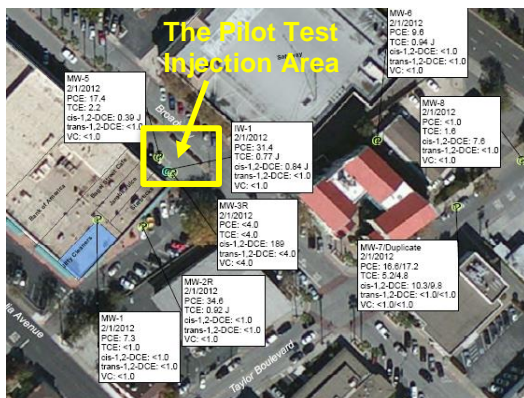 The Pilot Test
Injection Area
MW-6
2/1/2012
PCE: 9.6
TCE: 0.94 J
cis-1,2-DCE: <1.0
trans-1,2-DCE: <1.0
VC: <1.0
MW-5
2/1/2012
PCE: 17.4
TCE: 2.2
cis-1,2-DCE: 0.39 J
trans-1,2-DCE: <1.0
VC: <1.0
MW-8
2/1/2012
PCE: <1.0
TCE: 1.6
cis-1,2-DCE: 7.6
trans-1,2-DCE: <1.0
VC: <1.0
IW-1
2/1/2012
PCE: 31.4
TCE: 0.77 J
cis-1,2-DCE: 0.84 J
trans-1,2-DCE: <1.0
VC: <1.0
Bank of America
MW-3R
2/1/2012
PCE: <4.0
TCE: <4.0
cis-1,2-DCE: 189
trans-1,2-DCE: <4.0
VC: <4.0
Cleaners
MW-7/Duplicate
2/1/2012
PCE: 16.6/17.6
TCE: 5.2/4.8
cis-1,2-DCE: 10.3/9.8
trans-1,2-DCE: <1.0/<1.0
VC: <1.0/<1.0
MW-2R
2/1/2012
PCE: 34.6
TCE: 0.92 J
cis-1,2-DCE: <1.0
trans-1,2-DCE: <1.0
VC: <1.0
MW-1
2/1/2012
PCE: 7.3
TCE: <1.0
cis-1,2-DCE: <1.0
trans-1,2-DCE: <1.0
VC: <1.0
Avenue
Taylor Boulevard